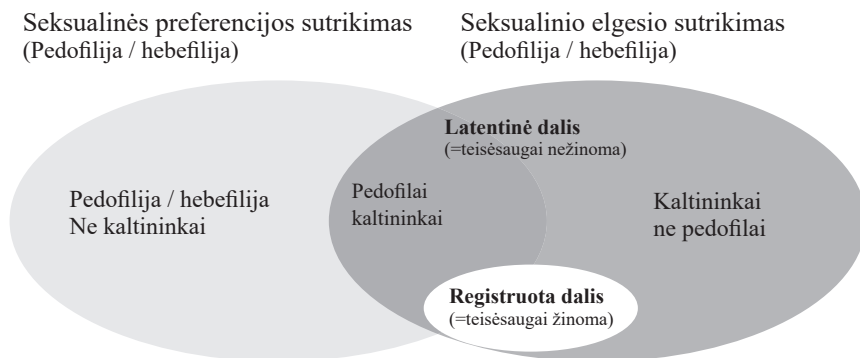 Seksualinės preferencijos sutrikimas
(Pedofilija / hebefilija)
Seksualinio elgesio sutrikimas
(Pedofilija / hebefilija)
Latentinė dalis
(=teisėsaugai nežinoma)
Pedofilija / hebefilija
Ne kaltininkai
Pedofilai
kaltininkai
Kaltininkai
ne pedofilai
Registruota dalis
(=teisėsaugai žinoma)